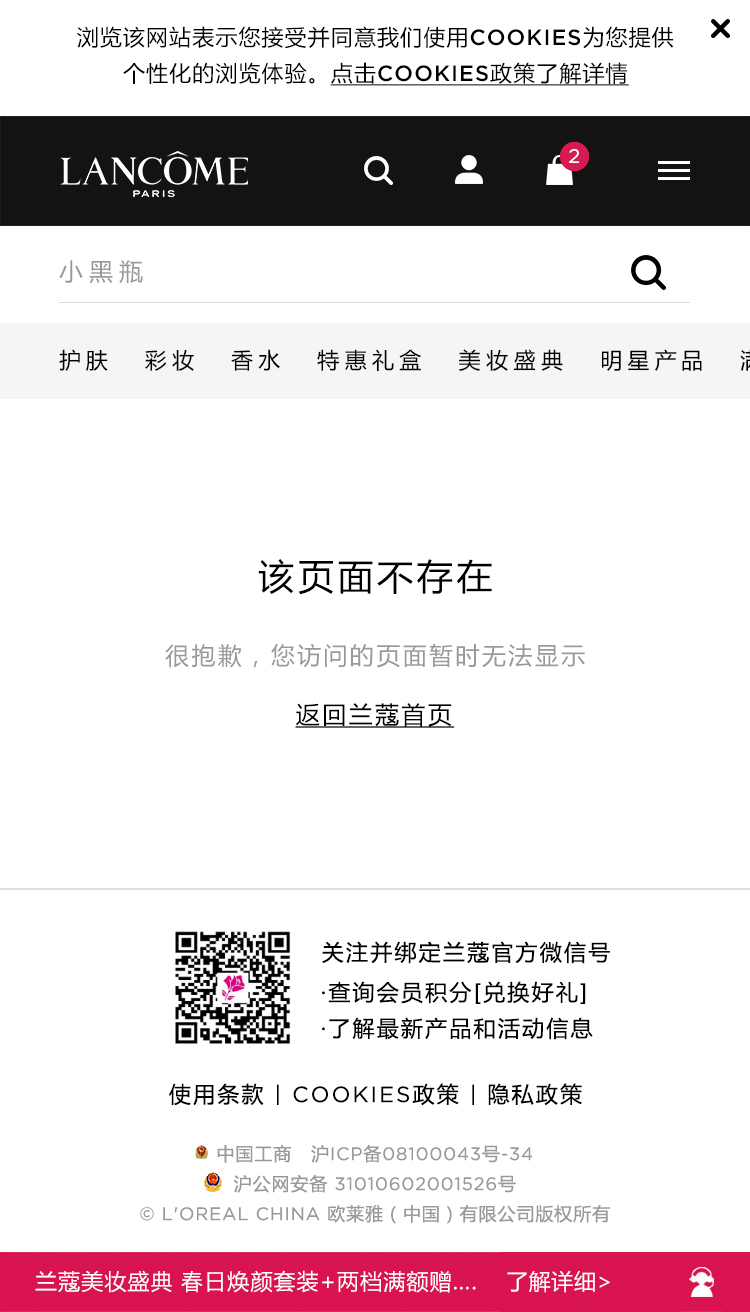 浏览该网站表示您接受并同意我们使用COOKIES为您提供
个性化的浏览体验。点击COOKIES政策了解详情
LANCÔME
PARIS
2
小黑瓶
护肤 彩妆 香水 特惠礼盒 美妆盛典 明星产品
该页面不存在
很抱歉，您访问的页面暂时无法显示
返回兰蔻首页
关注并绑定兰蔻官方微信号
·查询会员积分[兑换好礼]
·了解最新产品和活动信息
使用条款 | COOKIES政策 | 隐私政策
中国工商 沪ICP备08100043号-34
沪公网安备 31010602001526号
© L'OREAL CHINA 欧莱雅 ( 中国 ) 有限公司版权所有
兰蔻美妆盛典 春日焕颜套装+两档满额赠.... 了解详细>